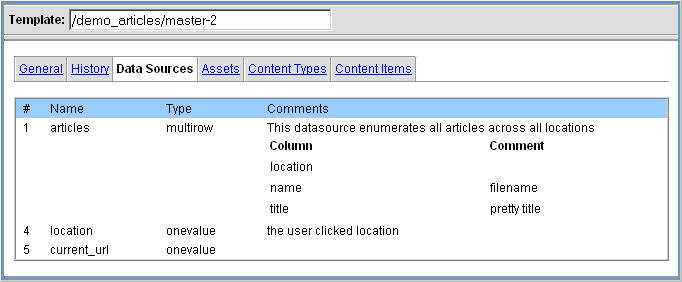 Template: /demo_articles/master-2
General History Data Sources Assets Content Types Content Items
# Name Type Comments
1 articles multirow This datasource enumerates all articles across all locations
Column Comment
location
name filename
title pretty title
4 location onevalue the user clicked location
5 current_url onevalue